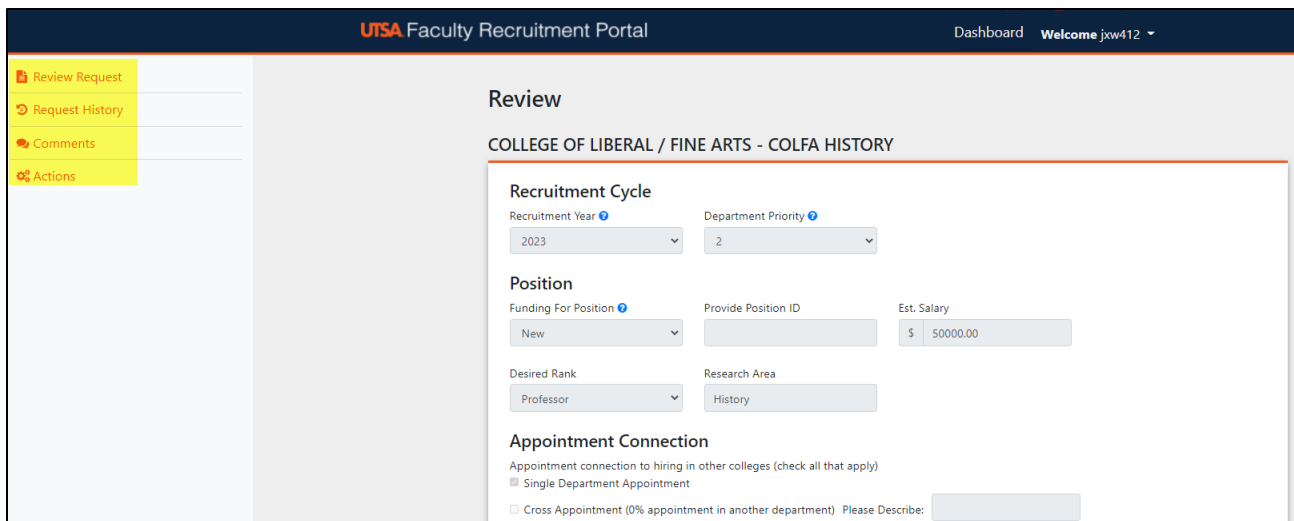 UTSA Faculty Recruitment Portal Dashboard Welcome jxw412
Review Request
Request History
Comments
Actions
Review
COLLEGE OF LIBERAL / FINE ARTS - COLFA HISTORY
Recruitment Cycle
Recruitment Year Department Priority
2023 2
Position
Funding For Position Provide Position ID Est. Salary
New $ 50000.00
Desired Rank Research Area
Professor History
Appointment Connection
Appointment connection to hiring in other colleges (check all that apply)
Single Department Appointment
Cross Appointment (0% appointment in another department) Please Describe: